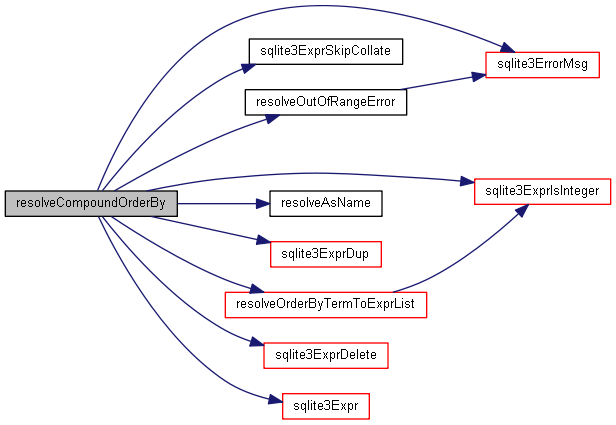 sqlite3ExprSkipCollate
sqlite3ErrorMsg
resolveOutOfRangeError
sqlite3ExprIsInteger
resolveCompoundOrderBy
resolveAsName
sqlite3ExprDup
resolveOrderByTermToExprList
sqlite3ExprDelete
sqlite3Expr